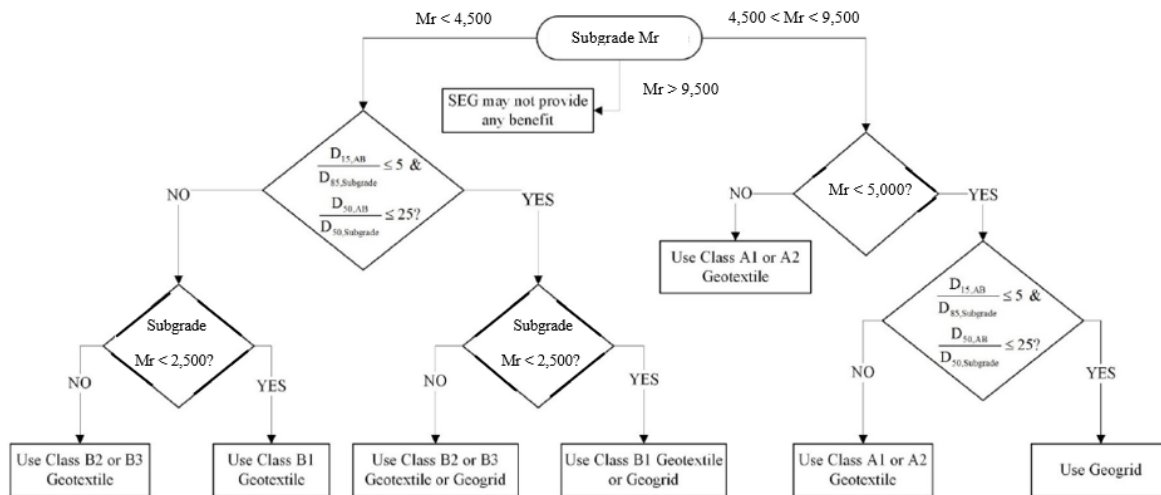 Mr < 4,500
Subgrade Mr
4,500 < Mr < 9,500
Mr > 9,500
SEG may not provide
any benefit
D15,AB / D85,Subgrade ≤ 5 &
D50,AB / D50,Subgrade ≤ 25?
NO
YES
Mr < 5,000?
NO
YES
Use Class A1 or A2
Geotextile
D15,AB / D85,Subgrade ≤ 5 &
D50,AB / D50,Subgrade ≤ 25?
Subgrade
Mr < 2,500?
NO
YES
Subgrade
Mr < 2,500?
NO
YES
NO
YES
Use Class B2 or B3
Geotextile
Use Class B1
Geotextile
Use Class B2 or B3
Geotextile or Geogrid
Use Class B1 Geotextile
or Geogrid
Use Class A1 or A2
Geotextile
Use Geogrid